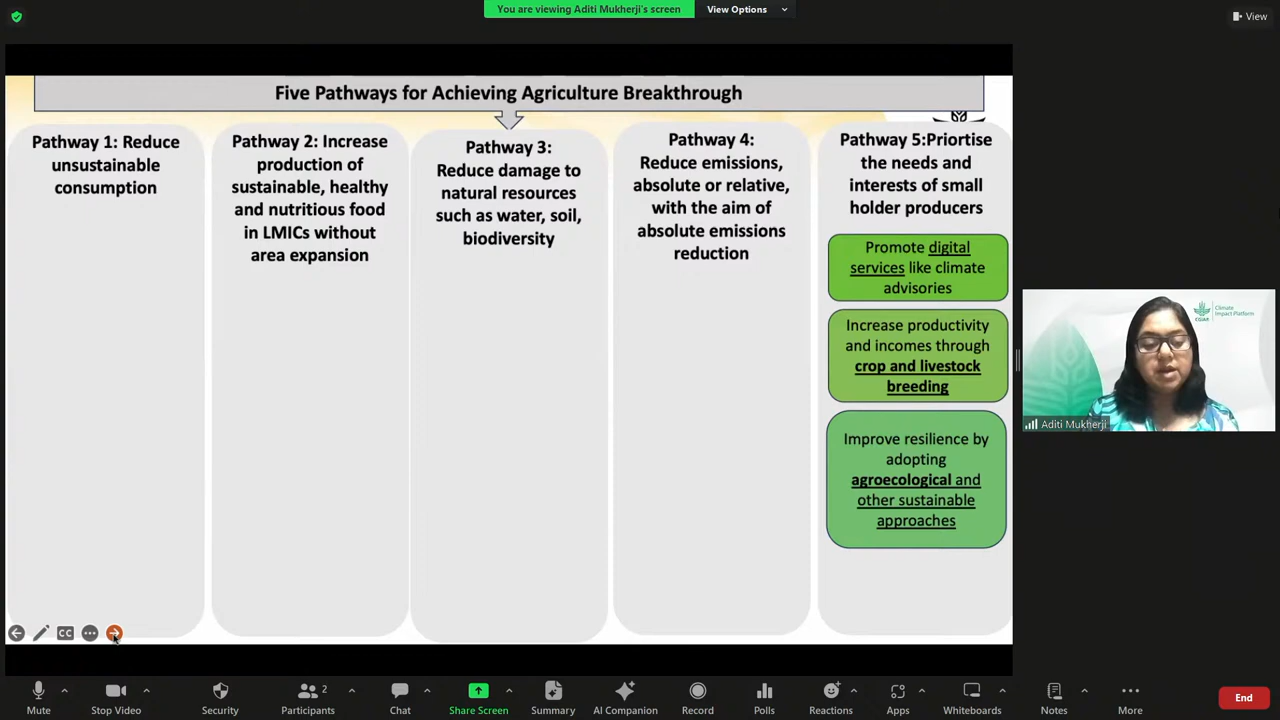 You are viewing Aditi Mukherji's screen
View Options
View
Five Pathways for Achieving Agriculture Breakthrough
Pathway 1: Reduce
unsustainable
consumption
Pathway 2: Increase
production of
sustainable, healthy
and nutritious food
in LMICs without
area expansion
Pathway 3:
Reduce damage to
natural resources
such as water, soil,
biodiversity
Pathway 4:
Reduce emissions,
absolute or relative,
with the aim of
absolute emissions
reduction
Pathway 5:Priortise
the needs and
interests of small
holder producers
Promote digital
services like climate
advisories
Increase productivity
and incomes through
crop and livestock
breeding
Improve resilience by
adopting
agroecological and
other sustainable
approaches
CGIAR
Climate
Impact Platform
Aditi Mukherji
CC
Mute
Stop Video
Security
Participants
2
Chat
Share Screen
Summary
AI Companion
Record
Polls
Reactions
Apps
Whiteboards
Notes
More
End